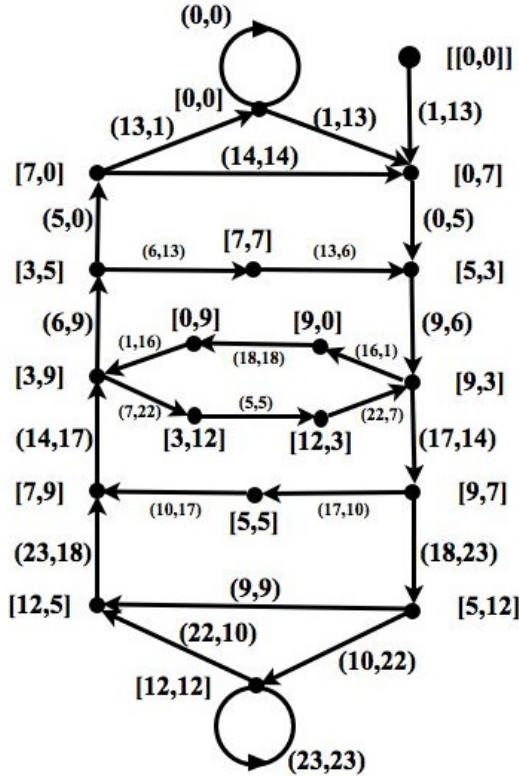 (0,0)
[0,0] [[0,0]]
(13,1) (1,13) (1,13)
[7,0] (14,14) [0,7]
(5,0) (0,5)
[3,5] (6,13) [7,7] (13,6) [5,3]
(6,9) [0,9] [9,0] (9,6)
(1,16) (18,18) (16,1)
[3,9] [9,3]
(7,22) (5,5) (22,7)
[3,12] [12,3]
(14,17) (17,14)
[7,9] (10,17) [5,5] (17,10) [9,7]
(23,18) (18,23)
(9,9)
[12,5] [5,12]
(22,10) (10,22)
[12,12]
(23,23)